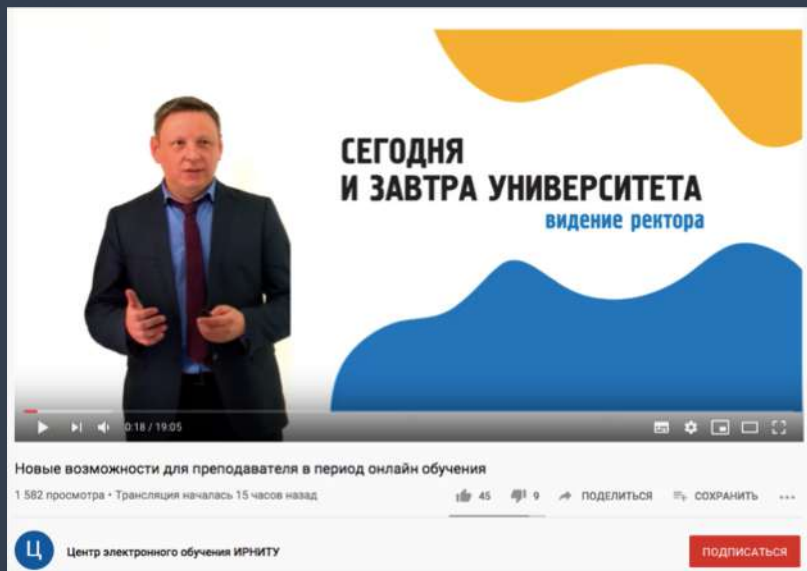 СЕГОДНЯ
И ЗАВТРА УНИВЕРСИТЕТА
видение ректора
0:18 / 19:05
Новые возможности для преподавателя в период онлайн обучения
1 582 просмотра • Трансляция началась 15 часов назад
45 9 ПОДЕЛИТЬСЯ СОХРАНИТЬ
Ц Центр электронного обучения ИРНИТУ ПОДПИСАТЬСЯ